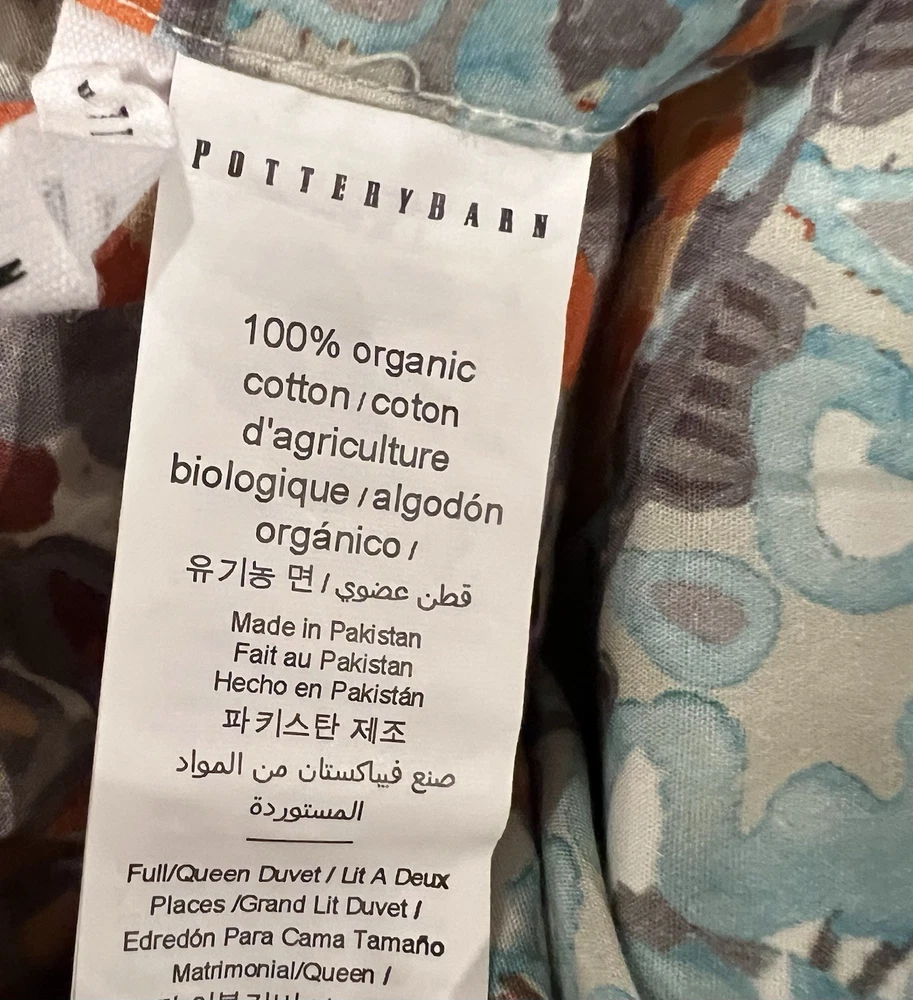 POTTERYBARN
100% organic
cotton / coton
d'agriculture
biologique / algodón
orgánico /
유기농 면 / قطن عضوي
Made in Pakistan
Fait au Pakistan
Hecho en Pakistán
파키스탄 제조
صنع فيباكستان من المواد
المستوردة
Full/Queen Duvet / Lit A Deux
Places /Grand Lit Duvet /
Edredón Para Cama Tamaño
Matrimonial/Queen /